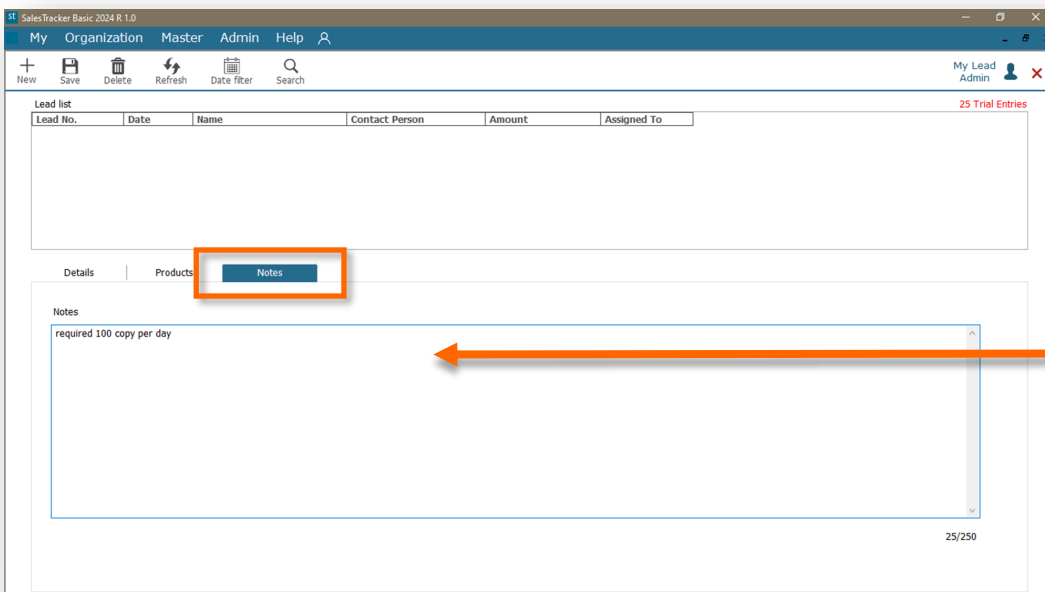 st SalesTracker Basic 2024 R 1.0
My Organization Master Admin Help
New Save Delete Refresh Date filter Search
My Lead
Admin
Lead list
25 Trial Entries
Lead No. Date Name Contact Person Amount Assigned To
Details Products Notes
Notes
required 100 copy per day
25/250